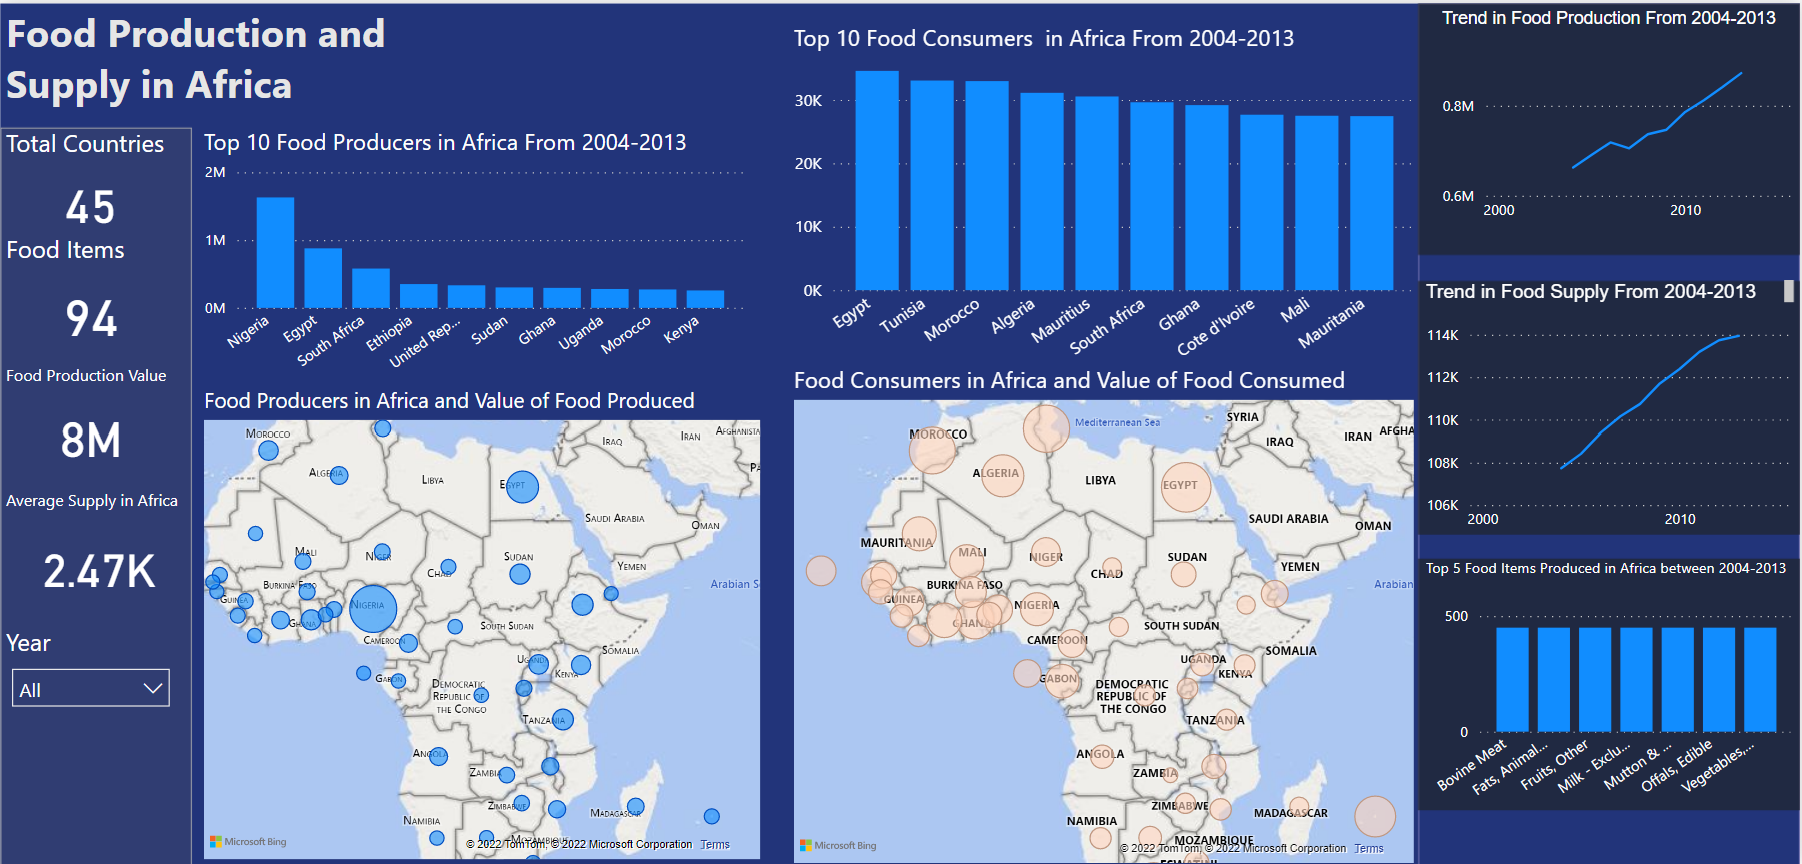 Food Production and
Supply in Africa
Total Countries
45
Food Items
94
Food Production Value
8M
Average Supply in Africa
2.47K
Year
All
Top 10 Food Producers in Africa From 2004-2013
2M
1M
0M
Nigeria
Egypt
South Africa
Ethiopia
United Rep...
Sudan
Ghana
Uganda
Morocco
Kenya
Food Producers in Africa and Value of Food Produced
MOROCCO
ALGERIA
LIBYA
EGYPT
IRAQ
IRAN
AFGHANISTA
PA
SAUDI ARABIA
OMAN
MALI
NIGER
CHAD
SUDAN
YEMEN
Arabian Se
BURKINA FASO
GUINEA
GHANA
NIGERIA
CAMEROON
SOUTH SUDAN
SOMALIA
UGANDA
KENYA
GABON
DEMOCRATIC
REPUBLIC OF
THE CONGO
TANZANIA
ANGOLA
ZAMBIA
ZIMBABWE
MADAGASCAR
NAMIBIA
MOZAMBIQUE
Microsoft Bing
© 2022 TomTom, © 2022 Microsoft Corporation
Terms
Top 10 Food Consumers in Africa From 2004-2013
30K
20K
10K
0K
Egypt
Tunisia
Morocco
Algeria
Mauritius
South Africa
Ghana
Cote d'Ivoire
Mali
Mauritania
Food Consumers in Africa and Value of Food Consumed
Mediterranean Sea
SYRIA
MOROCCO
IRAQ
IRAN
AFGHA
ALGERIA
LIBYA
EGYPT
SAUDI ARABIA
OMAN
MAURITANIA
MALI
NIGER
CHAD
SUDAN
YEMEN
Arabian
BURKINA FASO
GUINEA
GHANA
NIGERIA
CAMEROON
SOUTH SUDAN
SOMALIA
UGANDA
KENYA
GABON
DEMOCRATIC
REPUBLIC OF
THE CONGO
TANZANIA
ANGOLA
ZAMBIA
ZIMBABWE
MADAGASCAR
NAMIBIA
MOZAMBIQUE
Microsoft Bing
© 2022 TomTom, © 2022 Microsoft Corporation
Terms
Trend in Food Production From 2004-2013
0.8M
0.6M
2000
2010
Trend in Food Supply From 2004-2013
114K
112K
110K
108K
106K
2000
2010
Top 5 Food Items Produced in Africa between 2004-2013
500
0
Bovine Meat
Fats, Animal...
Fruits, Other
Milk - Exclu...
Mutton & ...
Offals, Edible
Vegetables,...